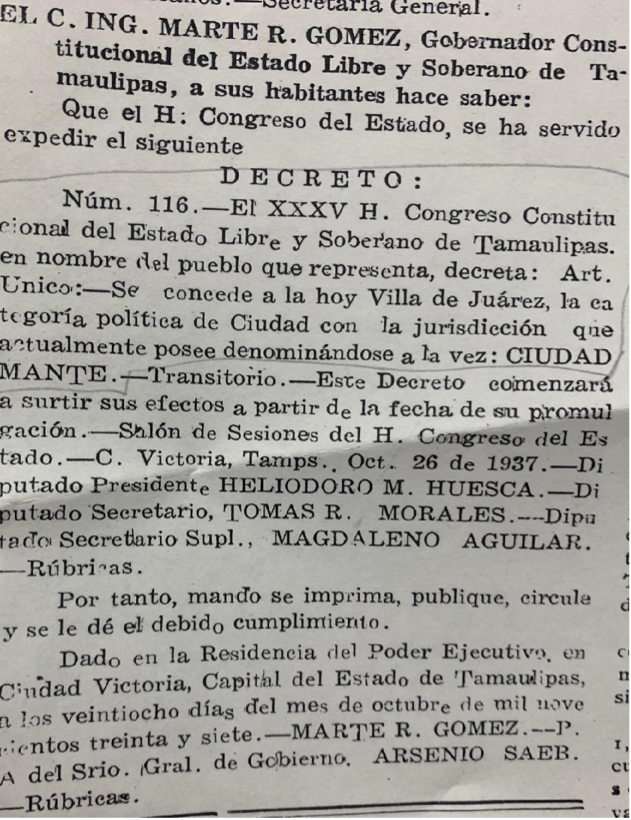 Secretaría General.
EL C. ING. MARTE R. GOMEZ, Gobernador Cons-
titucional del Estado Libre y Soberano de Ta-
maulipas, a sus habitantes hace saber:
Que el H: Congreso del Estado, se ha servido
expedir el siguiente
DECRETO:
Núm. 116.—El XXXV H. Congreso Constitu
cional del Estado Libre y Soberano de Tamaulipas.
en nombre del pueblo que representa, decreta: Art.
Unico:—Se concede a la hoy Villa de Juárez, la ca
tegoría política de Ciudad con la jurisdicción que
actualmente posee denominándose a la vez: CIUDAD
MANTE.—Transitorio.—Este Decreto comenzará
a surtir sus efectos a partir de la fecha de su promul
gación.—Salón de Sesiones del H. Congreso del Es
tado.—C. Victoria, Tamps., Oct. 26 de 1937.—Di
putado Presidente HELIODORO M. HUESCA.—Di
putado Secretario, TOMAS R. MORALES.—Dipu
tado Secretario Supl., MAGDALENO AGUILAR.
—Rúbricas.
Por tanto, mando se imprima, publique, circule
y se le dé el debido cumplimiento.
Dado en la Residencia del Poder Ejecutivo, en
Ciudad Victoria, Capital del Estado de Tamaulipas,
a los veintiocho días del mes de octubre de mil nove
cientos treinta y siete.—MARTE R. GOMEZ.—P.
A del Srio. Gral. de Gobierno. ARSENIO SAEB.
—Rúbricas.